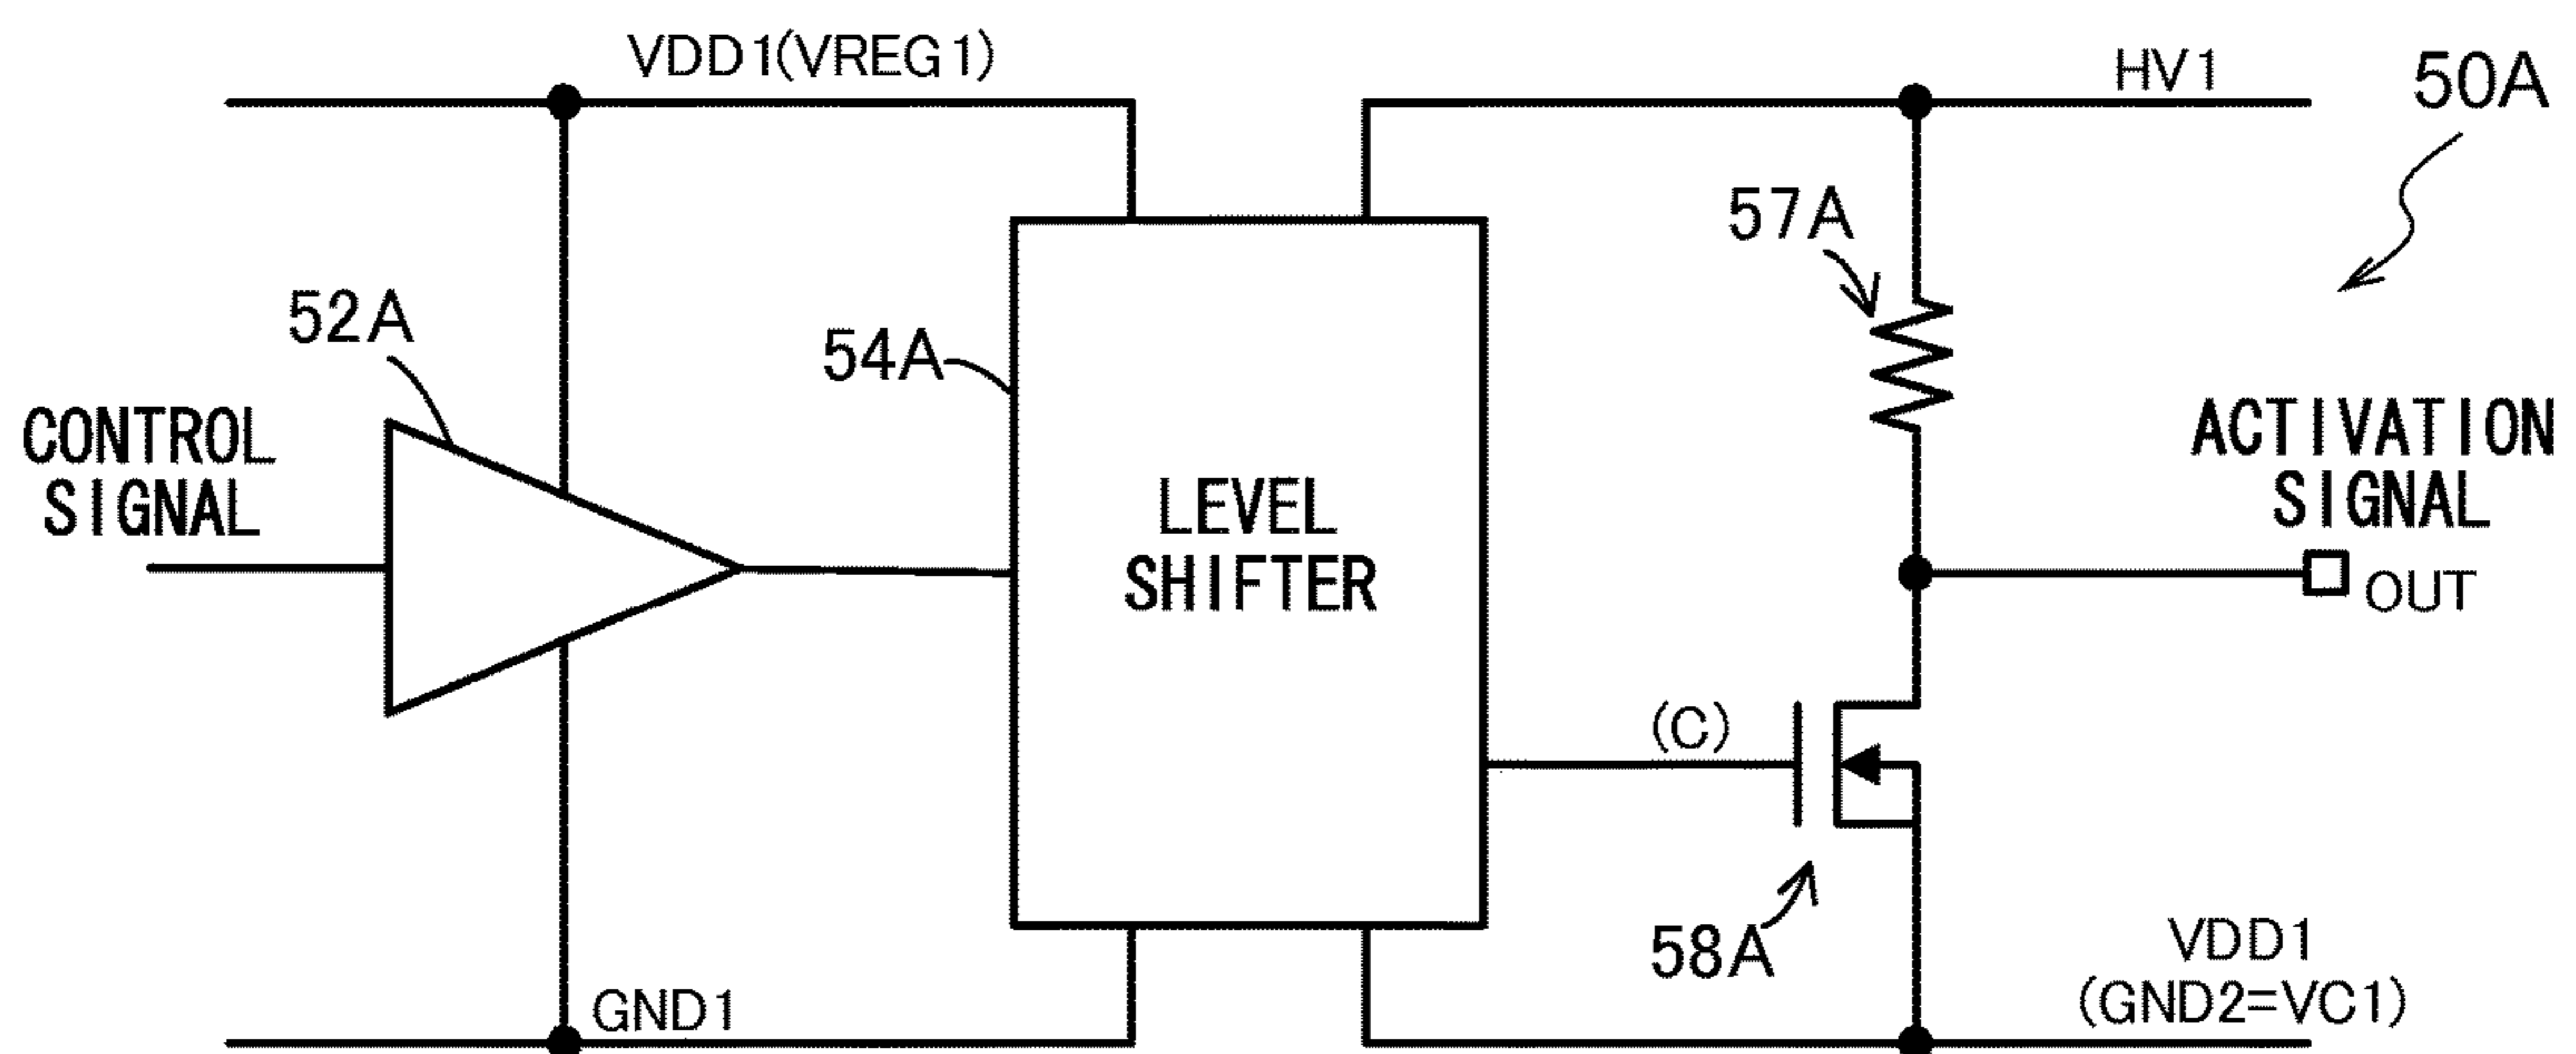 VDD1(VREG1)
HV1
50A
57A
52A
54A
CONTROL
SIGNAL
LEVEL
SHIFTER
ACTIVATION
SIGNAL
OUT
(C)
58A
GND1
VDD1
(GND2=VC1)